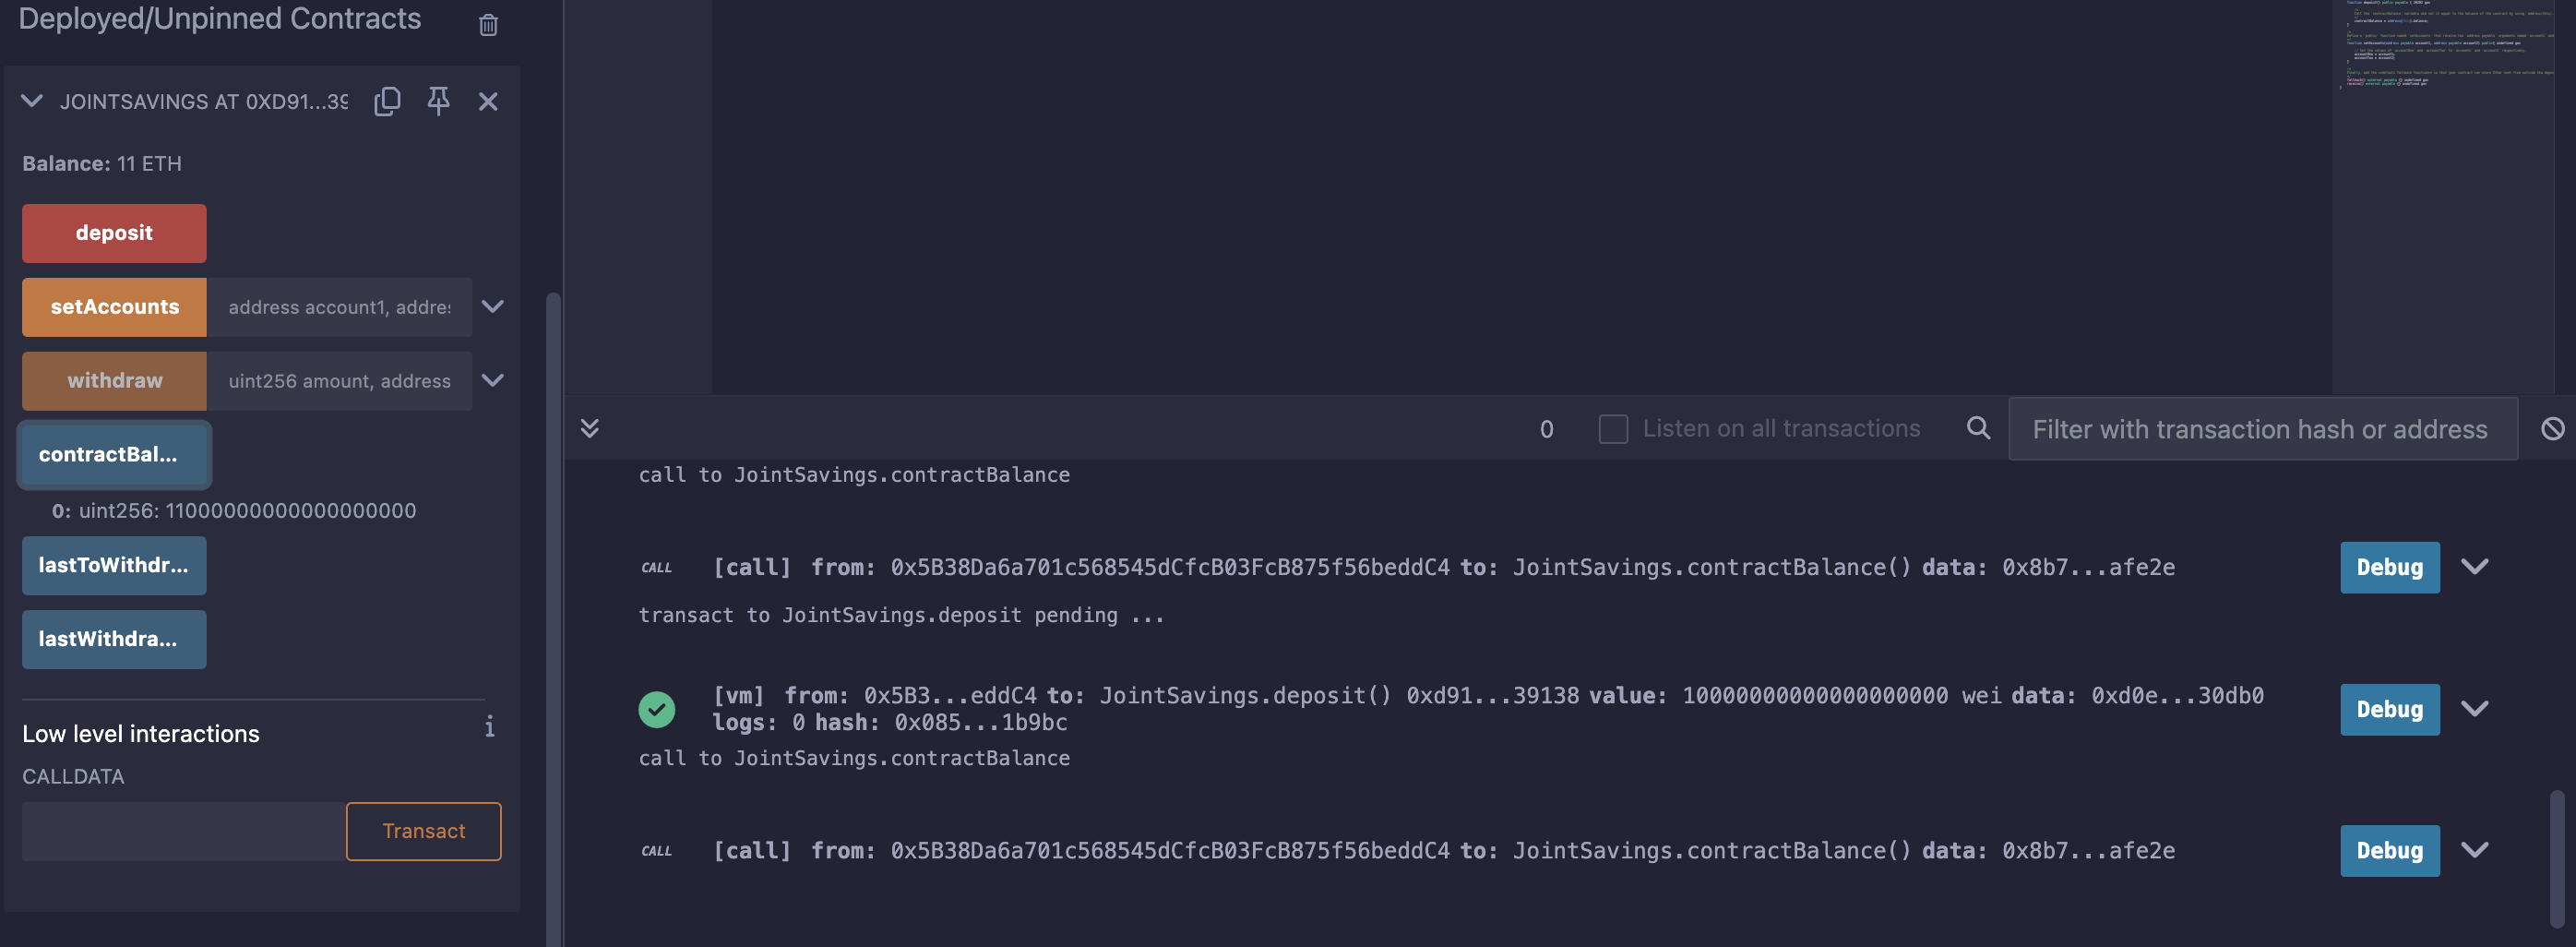 Deployed/Unpinned Contracts
JOINTSAVINGS AT 0XD91...39
Balance: 11 ETH
deposit
setAccounts address account1, addre
withdraw uint256 amount, address
contractBal...
0: uint256: 11000000000000000000
lastToWithdr...
lastWithdra...
Low level interactions i
CALLDATA
Transact
0 Listen on all transactions Filter with transaction hash or address
call to JointSavings.contractBalance
CALL [call] from: 0x5B38Da6a701c568545dCfcB03FcB875f56beddC4 to: JointSavings.contractBalance() data: 0x8b7...afe2e Debug
transact to JointSavings.deposit pending ...
[vm] from: 0x5B3...eddC4 to: JointSavings.deposit() 0xd91...39138 value: 10000000000000000000 wei data: 0xd0e...30db0 Debug
logs: 0 hash: 0x085...1b9bc
call to JointSavings.contractBalance
CALL [call] from: 0x5B38Da6a701c568545dCfcB03FcB875f56beddC4 to: JointSavings.contractBalance() data: 0x8b7...afe2e Debug